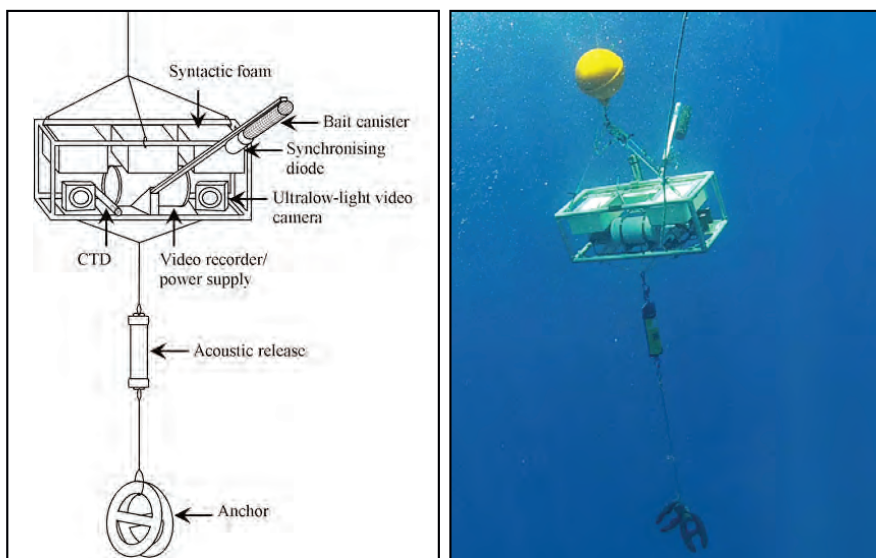 Syntactic foam
Bait canister
Synchronising
diode
Ultralow-light video
camera
CTD
Video recorder/
power supply
Acoustic release
Anchor